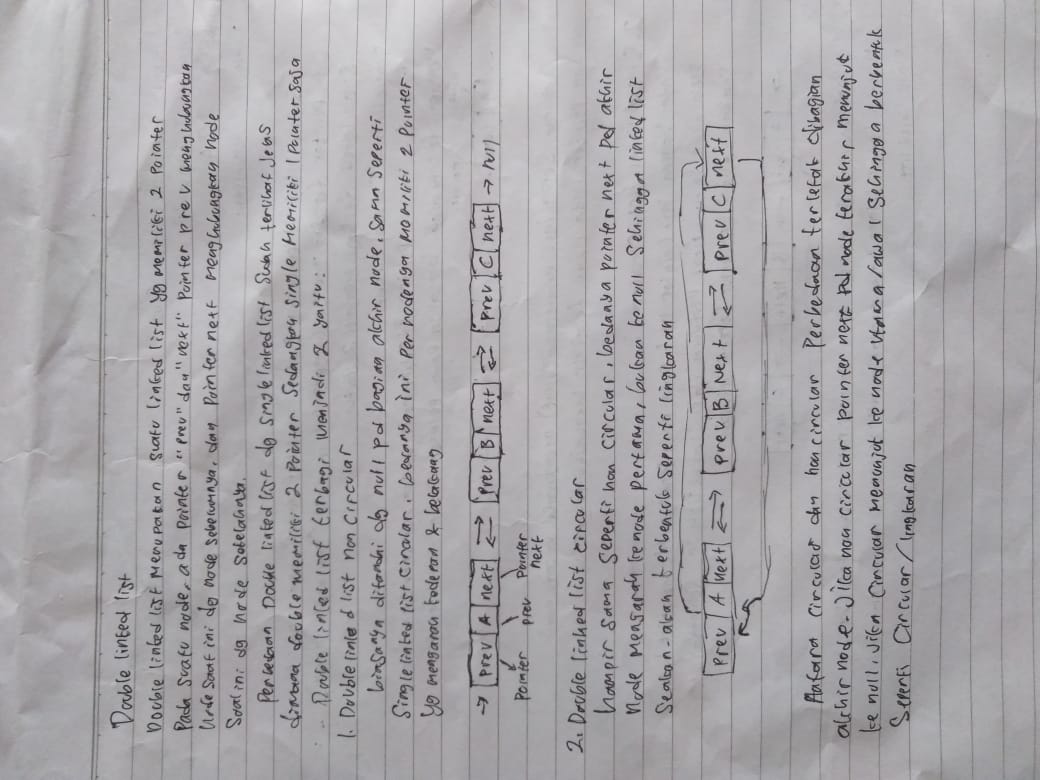 Double linked list
Double linked list merupakan suatu linked list yg memiliki 2 Pointer
Pada suatu node, ada pointer "prev" dan "next" Pointer prev menghubungkan
node saat ini dg node sebelumnya, dan Pointer next menghubungkan node
Saat ini dg node setelahnya.
Perbedaan Double linked list dg single linked list Sudah terlihat Jelas
dimana double memiliki 2 Pointer Sedangkan single memiliki 1 Pointer saja
Double linked list terbagi menjadi 2 yaitu:
1. Double linked list non circular
biasanya ditandai dg null pd bagian akhir node, sama seperti
Single linked list circular, bedanya ini Per nodenya memiliki 2 Pointer
Yg mengarah kedepan & belakang
→ Prev A next ⇄ Prev B next ⇄ Prev C next → null
Pointer prev Pointer
next
2. Double linked list circular
hampir sama seperti non circular, bedanya pointer next pd akhir
node mengarah ke node pertama, bukan ke null Sehingga linked list
Seakan-akan terbentuk Seperti lingkaran
Prev A next ⇄ prev B Next ⇄ prev C next
Antara circular dan non circular Perbedaan terletak dibagian
akhir node. Jika non circular pointer next pd node terakhir menunjuk
ke null, Jika Circular menunjuk ke node utama/awal Sehingga berbentuk
Seperti Circular/lingkaran